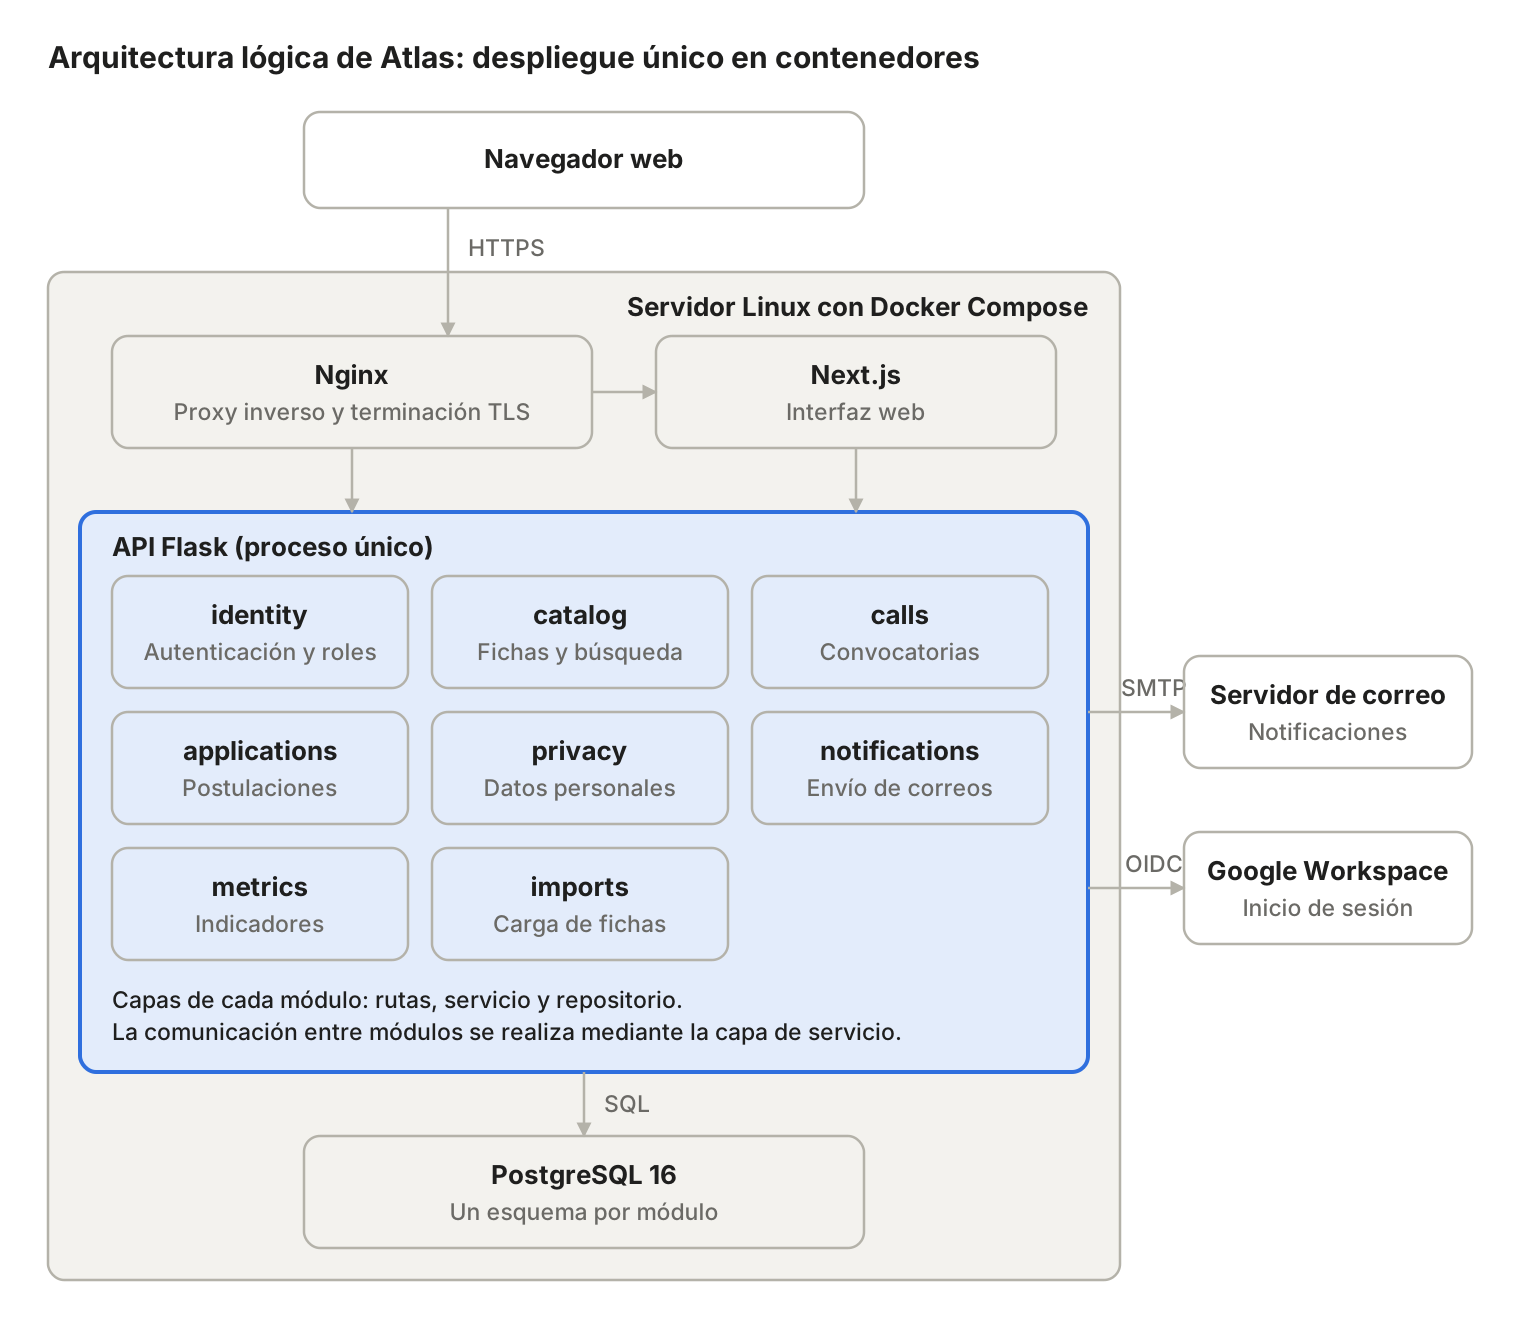 Arquitectura lógica de Atlas: despliegue único en contenedores
Navegador web
HTTPS
Servidor Linux con Docker Compose
Nginx
Proxy inverso y terminación TLS
Next.js
Interfaz web
API Flask (proceso único)
identity
Autenticación y roles
catalog
Fichas y búsqueda
calls
Convocatorias
SMTP
Servidor de correo
Notificaciones
applications
Postulaciones
privacy
Datos personales
notifications
Envío de correos
OIDC
Google Workspace
Inicio de sesión
metrics
Indicadores
imports
Carga de fichas
Capas de cada módulo: rutas, servicio y repositorio.
La comunicación entre módulos se realiza mediante la capa de servicio.
SQL
PostgreSQL 16
Un esquema por módulo